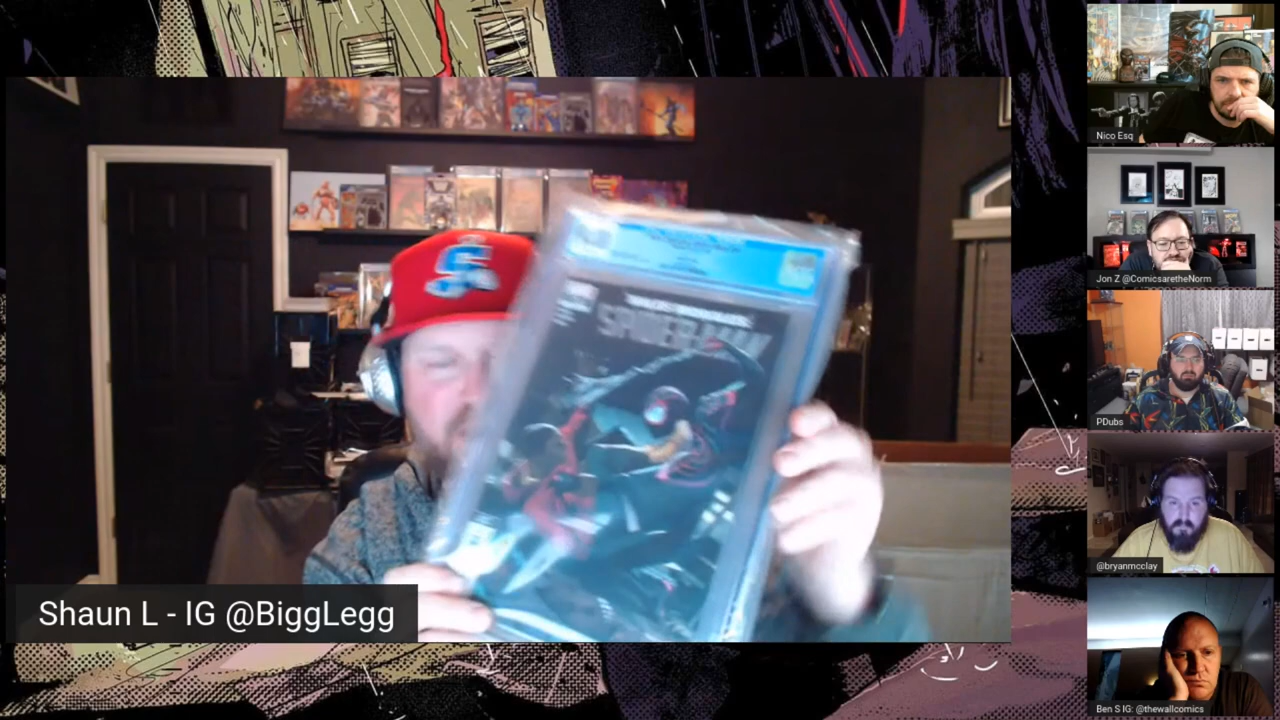 Nico Esq
Jon Z @ComicsaretheNorm
PDubs
@bryanmcclay
Ben S IG: @thewallcomics
SPIDER-MAN
Shaun L - IG @BiggLegg